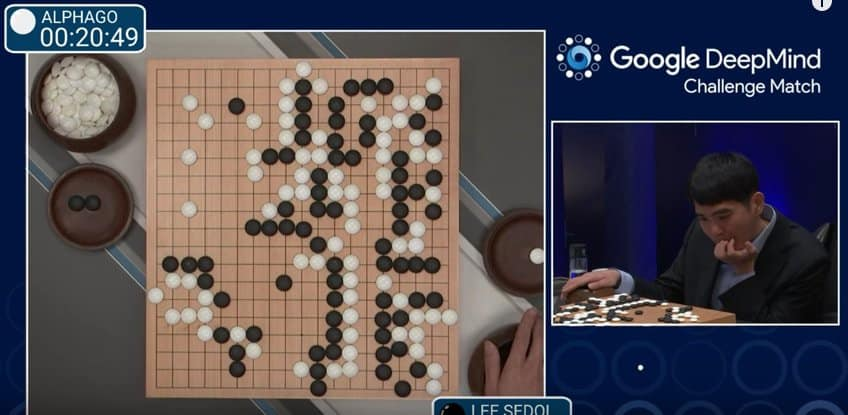 ALPHAGO
00:20:49
Google DeepMind
Challenge Match
LEE SEDOL